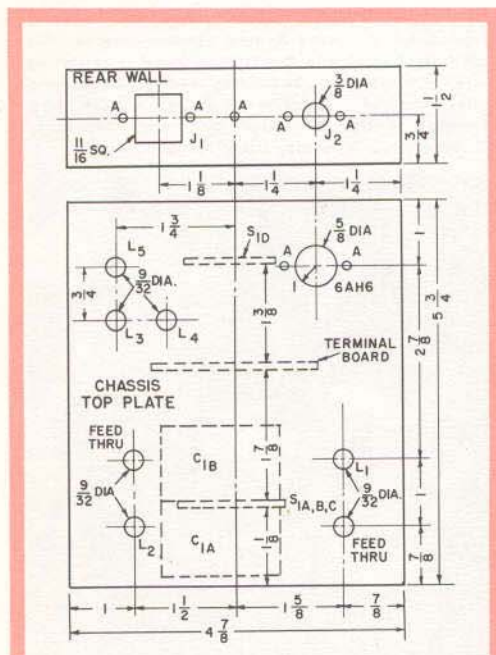 REAR WALL
A
A
A
A
A
3/8 DIA
J1
J2
11/16 SQ.
1 1/2
3/4
1 1/8
1 1/4
1 1/4
1 3/4
S1D
5/8 DIA
L5
A
A
9/32 DIA.
3/4
1
6AH6
L3
L4
1 3/8
1
2 7/8
5 3/4
TERMINAL
BOARD
CHASSIS
TOP PLATE
FEED
THRU
C1B
1 7/8
L1
9/32 DIA
S1A,B,C
9/32 DIA.
1
L2
C1A
1 1/8
FEED
THRU
7/8
1
1 1/2
1 5/8
7/8
4 7/8